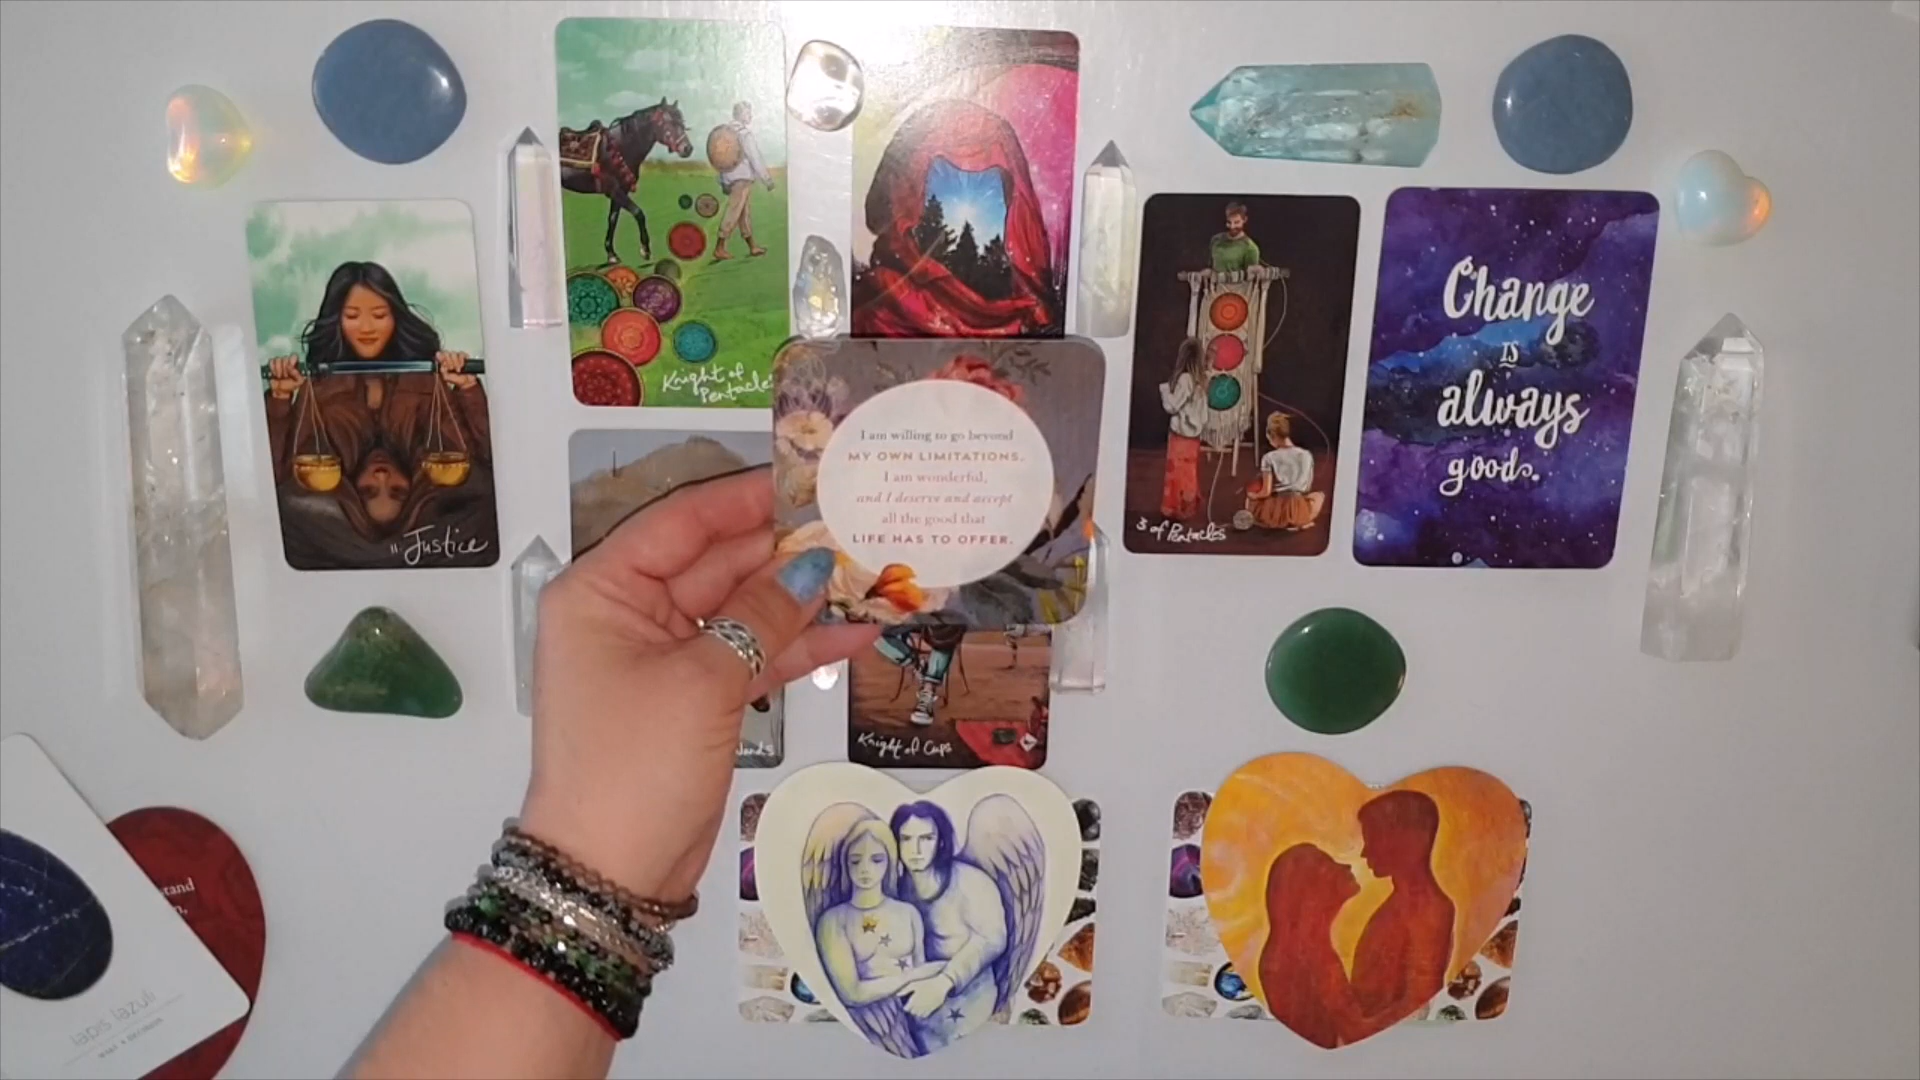 Knight of
Pentacles
11 Justice
I am willing to go beyond
MY OWN LIMITATIONS.
I am wonderful,
and I deserve and accept
all the good that
LIFE HAS TO OFFER.
3 of Pentacles
Change
is
always
good.
Wands
Knight of Cups
lapis lazuli